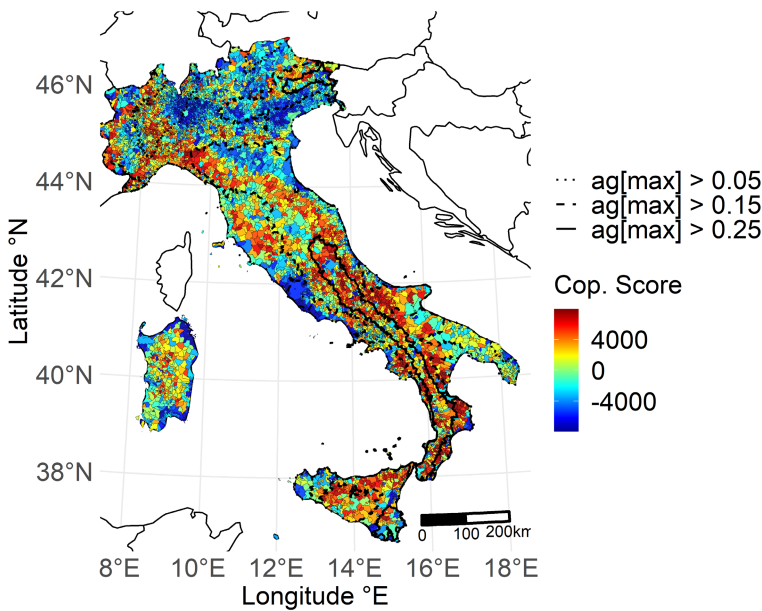 46°N
44°N
42°N
40°N
38°N
Latitude °N
8°E 10°E 12°E 14°E 16°E 18°E
Longitude °E
0 100 200km
ag[max] > 0.05
ag[max] > 0.15
ag[max] > 0.25
Cop. Score
4000
0
-4000